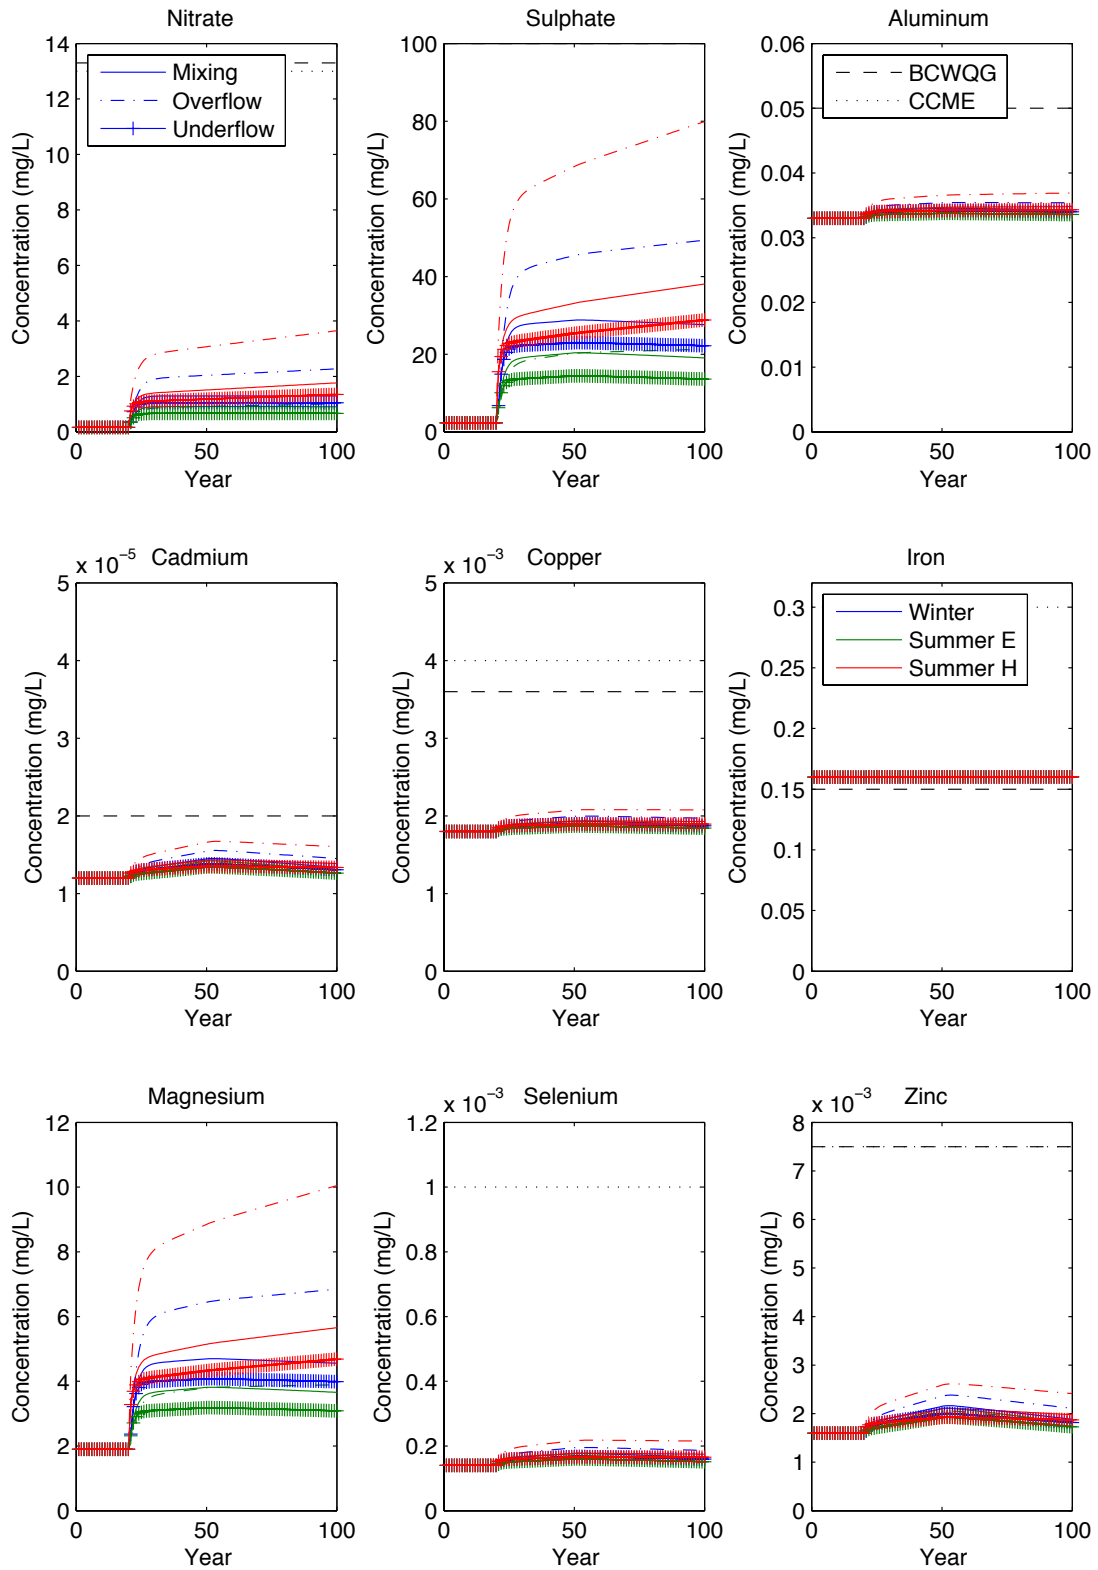 Nitrate
14
12
10
8
6
4
2
0
Concentration (mg/L)
Mixing
Overflow
Underflow
0 50 100
Year
Sulphate
100
80
60
40
20
0
Concentration (mg/L)
0 50 100
Year
Aluminum
0.06
0.05
0.04
0.03
0.02
0.01
0
Concentration (mg/L)
BCWQG
CCME
0 50 100
Year
x 10⁻⁵ Cadmium
5
4
3
2
1
0
Concentration (mg/L)
0 50 100
Year
x 10⁻³ Copper
5
4
3
2
1
0
Concentration (mg/L)
0 50 100
Year
Iron
0.3
0.25
0.2
0.15
0.1
0.05
0
Concentration (mg/L)
Winter
Summer E
Summer H
0 50 100
Year
Magnesium
12
10
8
6
4
2
0
Concentration (mg/L)
0 50 100
Year
x 10⁻³ Selenium
1.2
1
0.8
0.6
0.4
0.2
0
Concentration (mg/L)
0 50 100
Year
x 10⁻³ Zinc
8
7
6
5
4
3
2
1
0
Concentration (mg/L)
0 50 100
Year